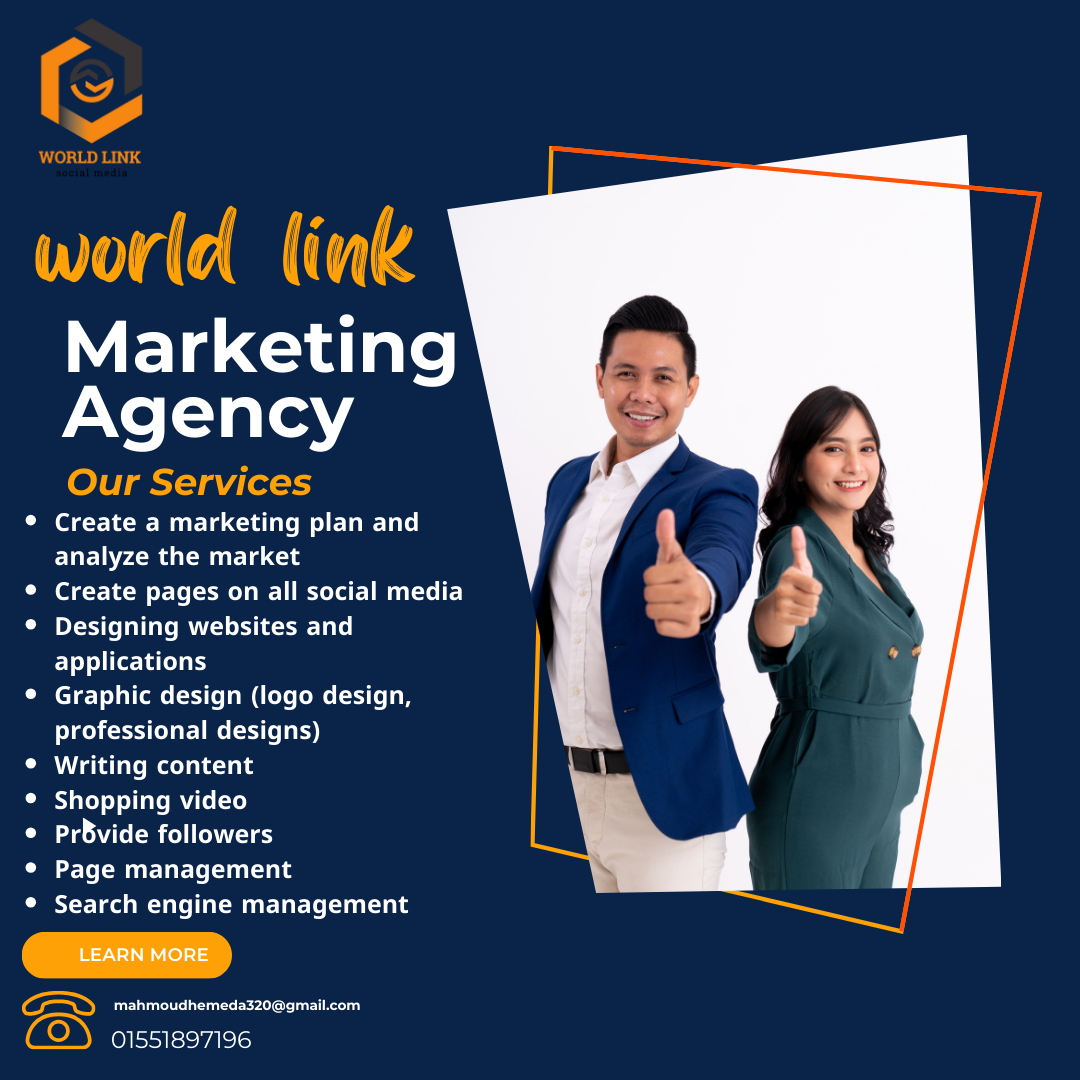 WORLD LINK
social media
world link
Marketing
Agency
Our Services
Create a marketing plan and
analyze the market
Create pages on all social media
Designing websites and
applications
Graphic design (logo design,
professional designs)
Writing content
Shopping video
Provide followers
Page management
Search engine management
LEARN MORE
mahmoudhemeda320@gmail.com
01551897196